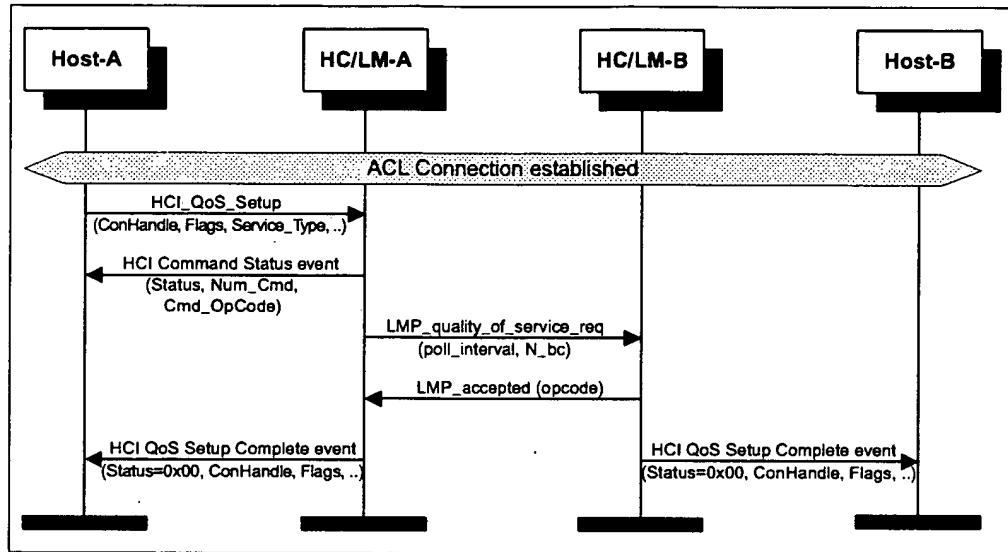 Host-A
HC/LM-A
HC/LM-B
Host-B
ACL Connection established
HCI_QoS_Setup
(ConHandle, Flags, Service_Type, ..)
HCI Command Status event
(Status, Num_Cmd,
Cmd_OpCode)
LMP_quality_of_service_req
(poll_interval, N_bc)
LMP_accepted (opcode)
HCI QoS Setup Complete event
(Status=0x00, ConHandle, Flags, ..)
HCI QoS Setup Complete event
(Status=0x00, ConHandle, Flags, ..)